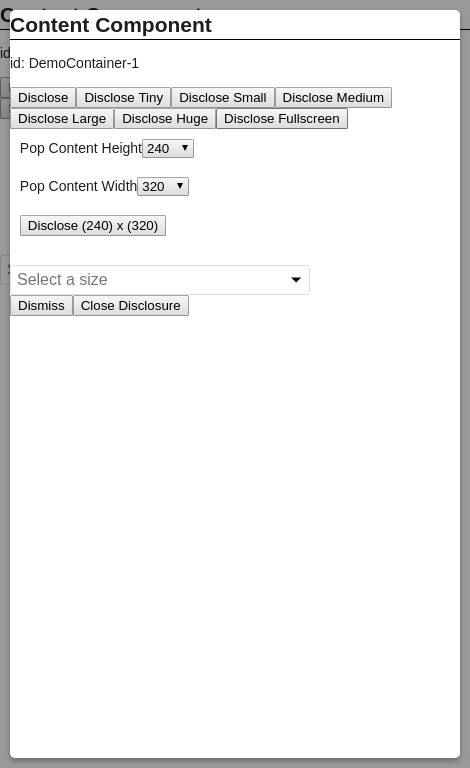 Content Component
id: DemoContainer-1
Disclose Disclose Tiny Disclose Small Disclose Medium
Disclose Large Disclose Huge Disclose Fullscreen
Pop Content Height 240
Pop Content Width 320
Disclose (240) x (320)
Select a size
Dismiss Close Disclosure